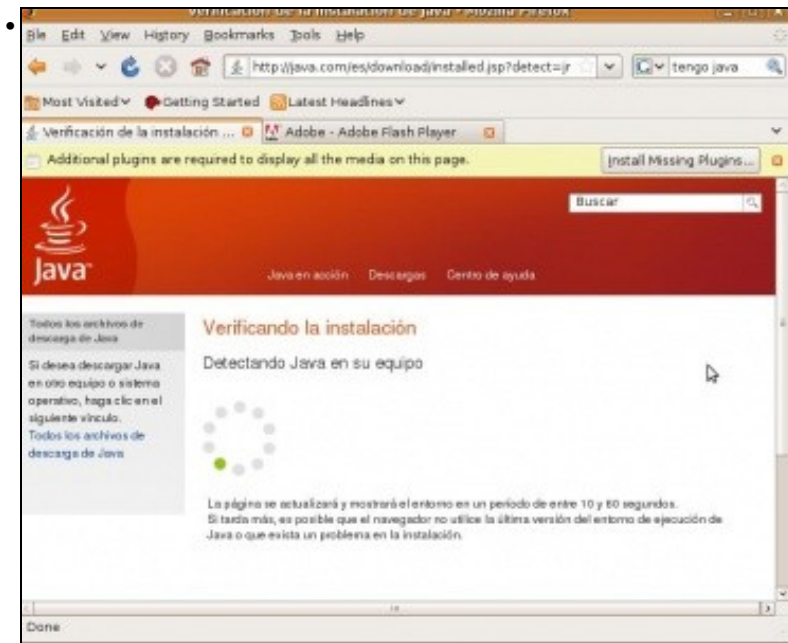 Verificación de la instalación de Java - Mozilla Firefox
File Edit View History Bookmarks Tools Help
http://java.com/es/download/installed.jsp?detect=jr
tengo java
Most Visited Getting Started Latest Headlines
Verificación de la instalación ... Adobe - Adobe Flash Player
Additional plugins are required to display all the media on this page. Install Missing Plugins...
Buscar
Java
Java en acción Descargas Centro de ayuda
Todos los archivos de
descarga de Java
Si desea descargar Java
en otro equipo o sistema
operativo, haga clic en el
siguiente vínculo.
Todos los archivos de
descarga de Java
Verificando la instalación
Detectando Java en su equipo
La página se actualizará y mostrará el entorno en un período de entre 10 y 60 segundos.
Si tarda más, es posible que el navegador no utilice la última versión del entorno de ejecución de
Java o que exista un problema en la instalación.
Done